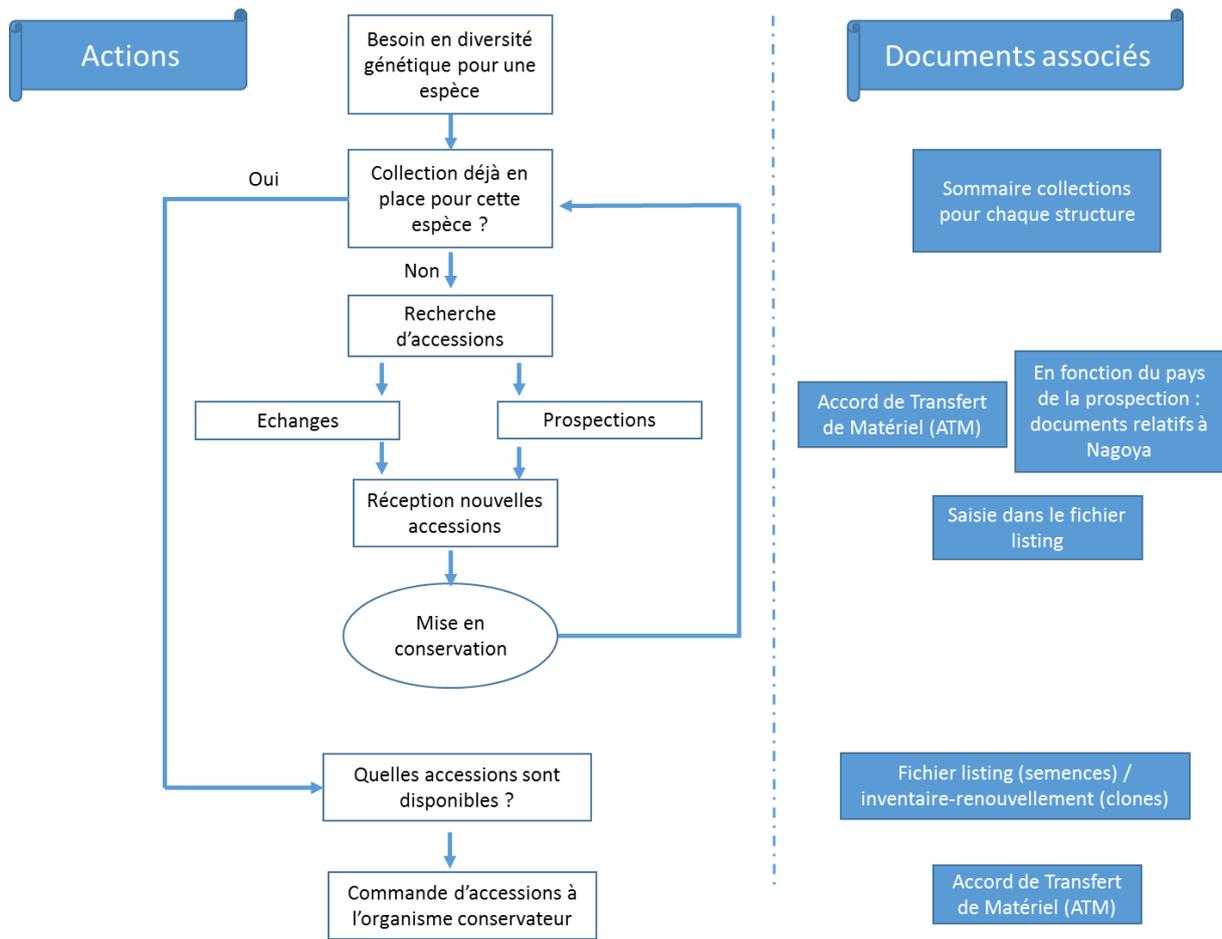 Actions
Documents associés
Besoin en diversité
génétique pour une
espèce
Collection déjà en
place pour cette
espèce ?
Sommaire collections
pour chaque structure
Oui
Non
Recherche
d'accessions
Echanges
Prospections
Accord de Transfert
de Matériel (ATM)
En fonction du pays
de la prospection :
documents relatifs à
Nagoya
Réception nouvelles
accessions
Saisie dans le fichier
listing
Mise en
conservation
Quelles accessions sont
disponibles ?
Fichier listing (semences) /
inventaire-renouvellement (clones)
Commande d'accessions à
l'organisme conservateur
Accord de Transfert
de Matériel (ATM)